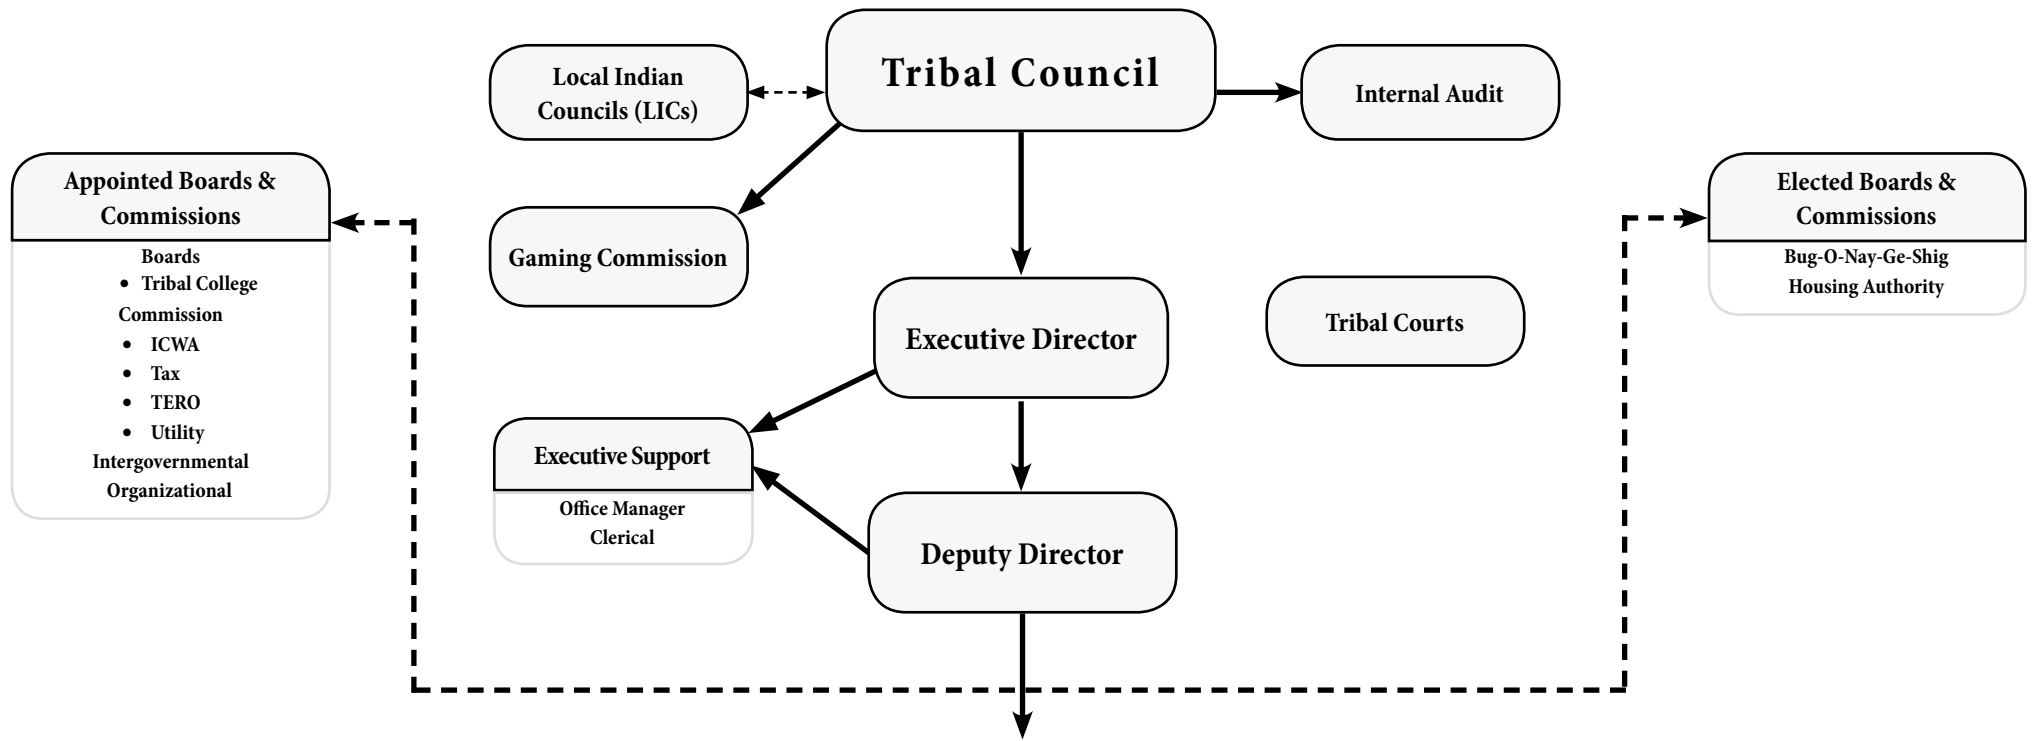 Tribal Council
Local Indian
Councils (LICs)
Internal Audit
Appointed Boards &
Commissions
Boards
• Tribal College
Commission
• ICWA
• Tax
• TERO
• Utility
Intergovernmental
Organizational
Gaming Commission
Elected Boards &
Commissions
Bug-O-Nay-Ge-Shig
Housing Authority
Executive Director
Tribal Courts
Executive Support
Office Manager
Clerical
Deputy Director